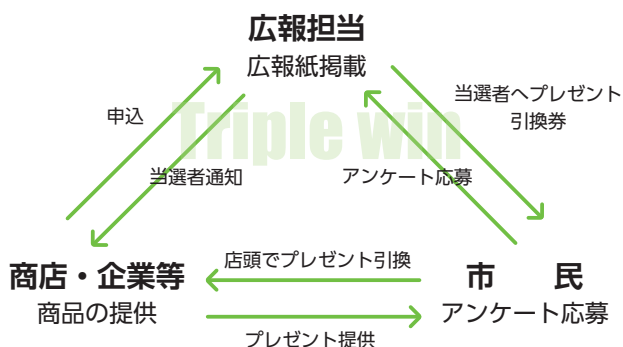 広報担当
広報紙掲載
当選者へプレゼント
引換券
申込
Triple win
当選者通知
アンケート応募
店頭でプレゼント引換
商店・企業等
商品の提供
市　民
アンケート応募
プレゼント提供